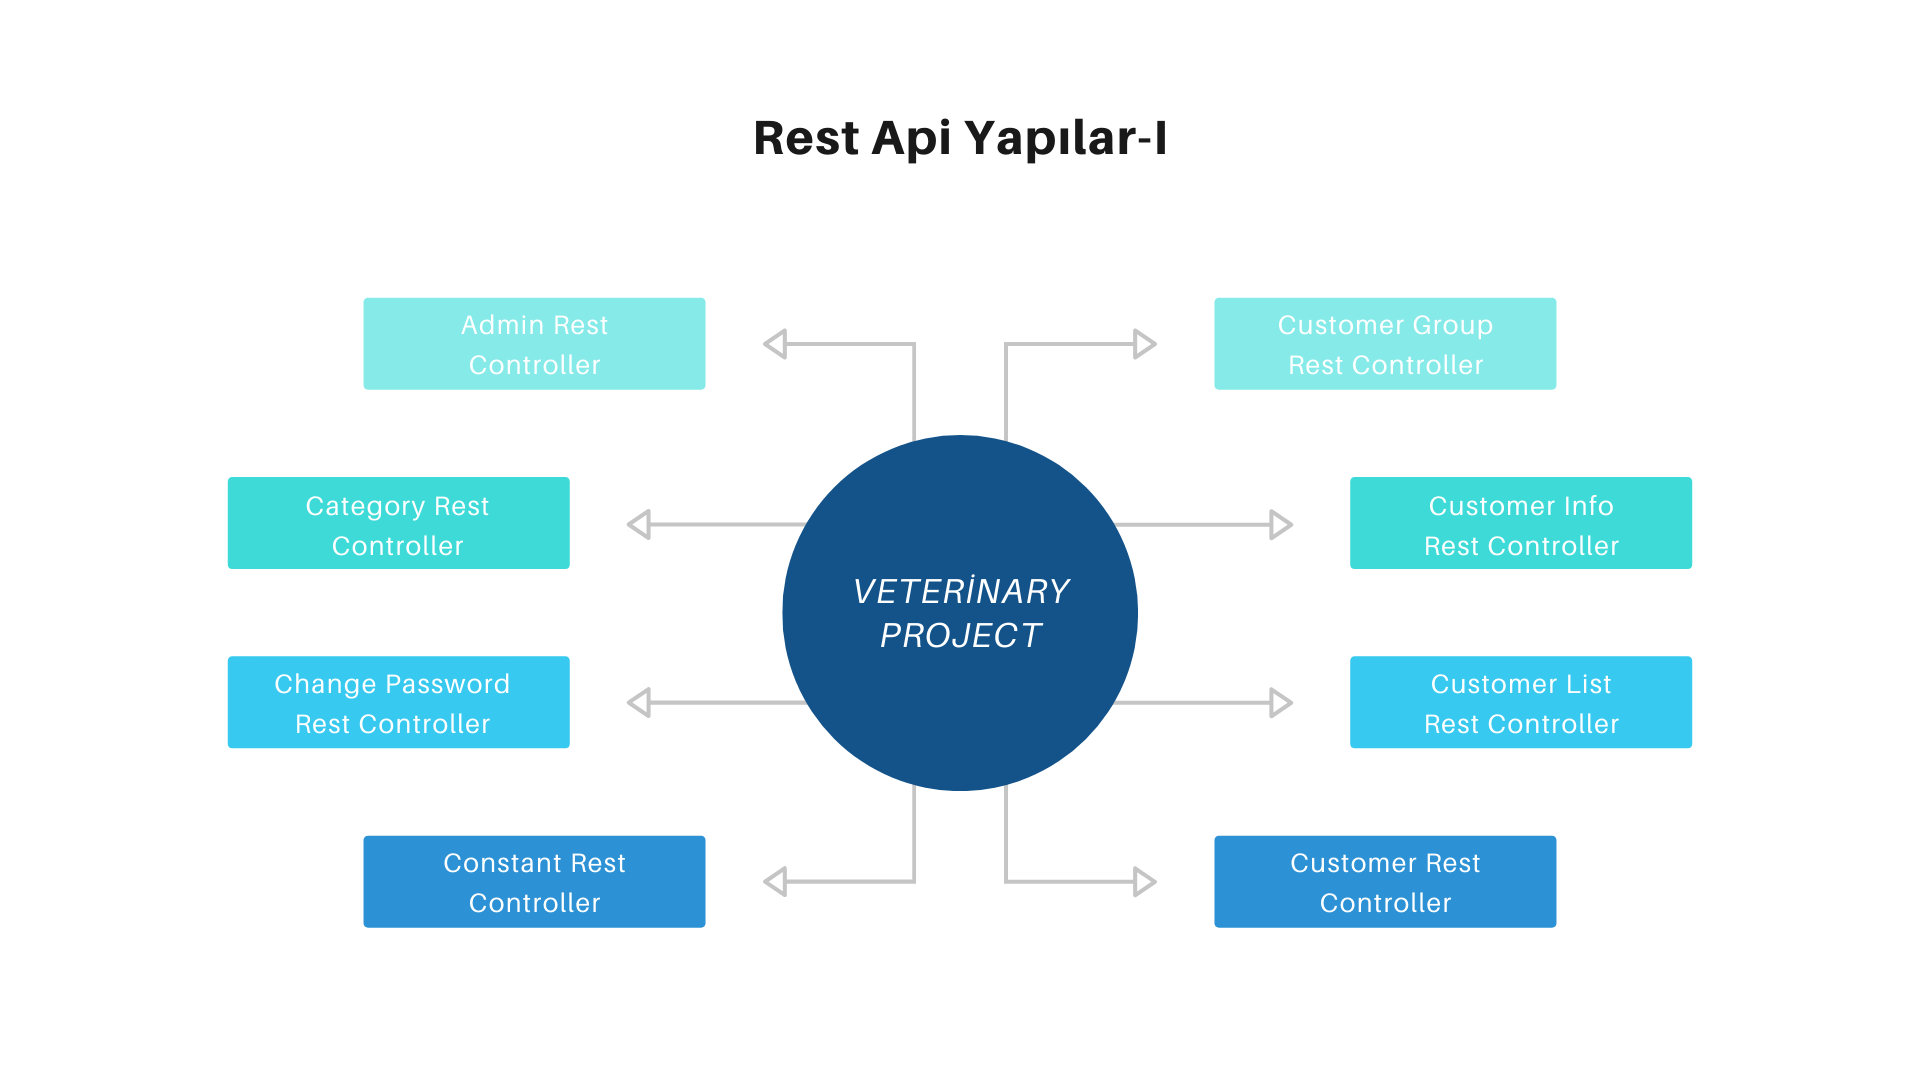 Rest Api Yapılar-I
Admin Rest
Controller
Customer Group
Rest Controller
Category Rest
Controller
Customer Info
Rest Controller
VETERİNARY
PROJECT
Change Password
Rest Controller
Customer List
Rest Controller
Constant Rest
Controller
Customer Rest
Controller